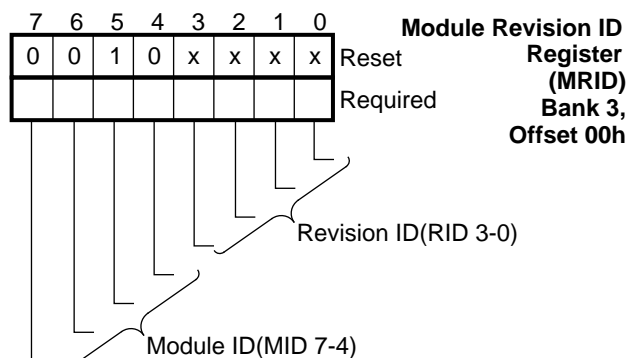 7 6 5 4 3 2 1 0
Module Revision ID
Register
(MRID)
Bank 3,
Offset 00h
0 0 1 0 x x x x Reset
Required
Revision ID(RID 3-0)
Module ID(MID 7-4)